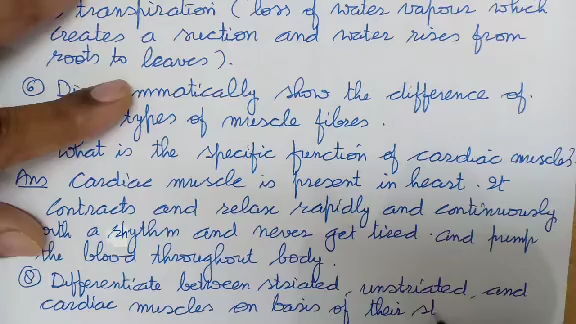 transpiration ( loss of water vapour which
creates a suction and water rises from
roots to leaves ) .
⑥ mmatically show the difference of
types of muscle fibres .
What is the specific function of cardiac muscles?
Ans Cardiac muscle is present in heart . It
contracts and relax rapidly and continuously
a rhythm and never get tired . and pump
the blood throughout body .
⑧ Differentiate between striated, unstriated, and
cardiac muscles on basis of their st